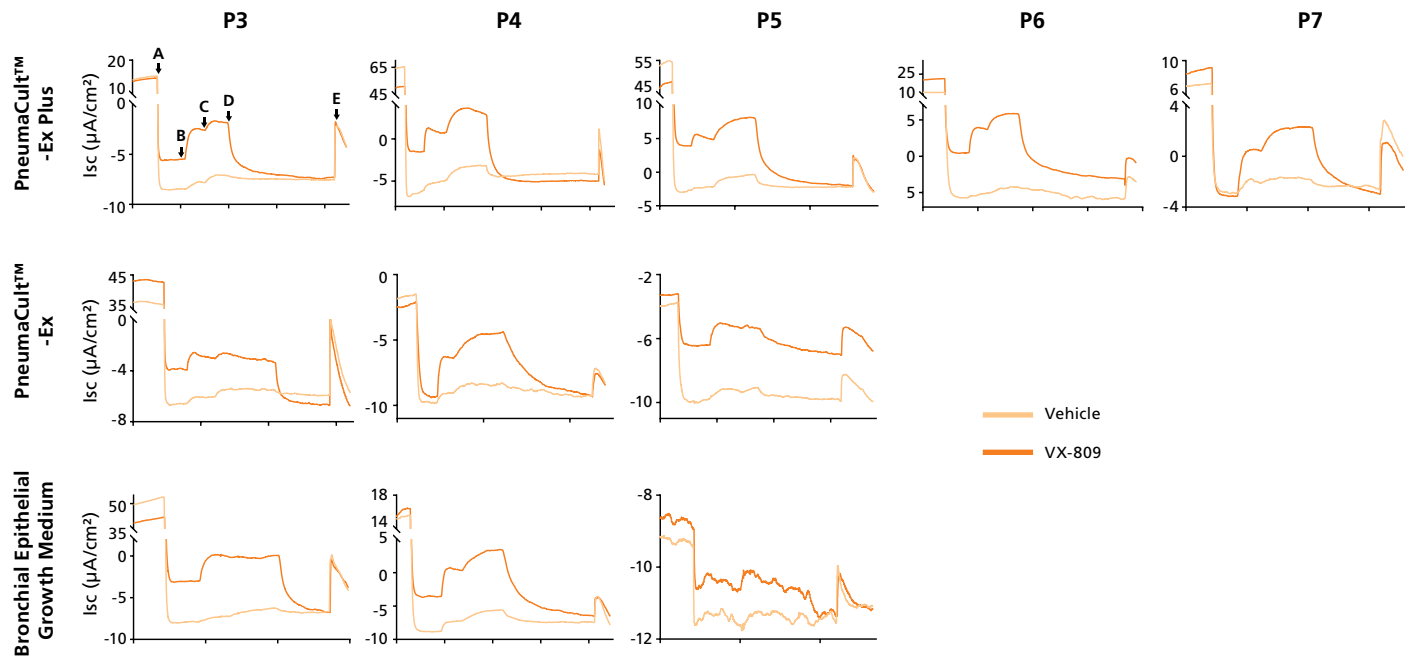 P3 P4 P5 P6 P7
PneumaCult™
-Ex Plus
Isc (µA/cm²)
20
10
0
-5
-10
A
B
C
D
E
65
45
0
-5
55
45
10
5
0
-5
25
10
5
0
5
10
6
4
0
-4
PneumaCult™
-Ex
Isc (µA/cm²)
45
35
0
-4
-8
0
-5
-10
-2
-6
-10
Vehicle
VX-809
Bronchial Epithelial
Growth Medium
Isc (µA/cm²)
50
35
0
-5
-10
18
14
5
0
-5
-10
-8
-10
-12